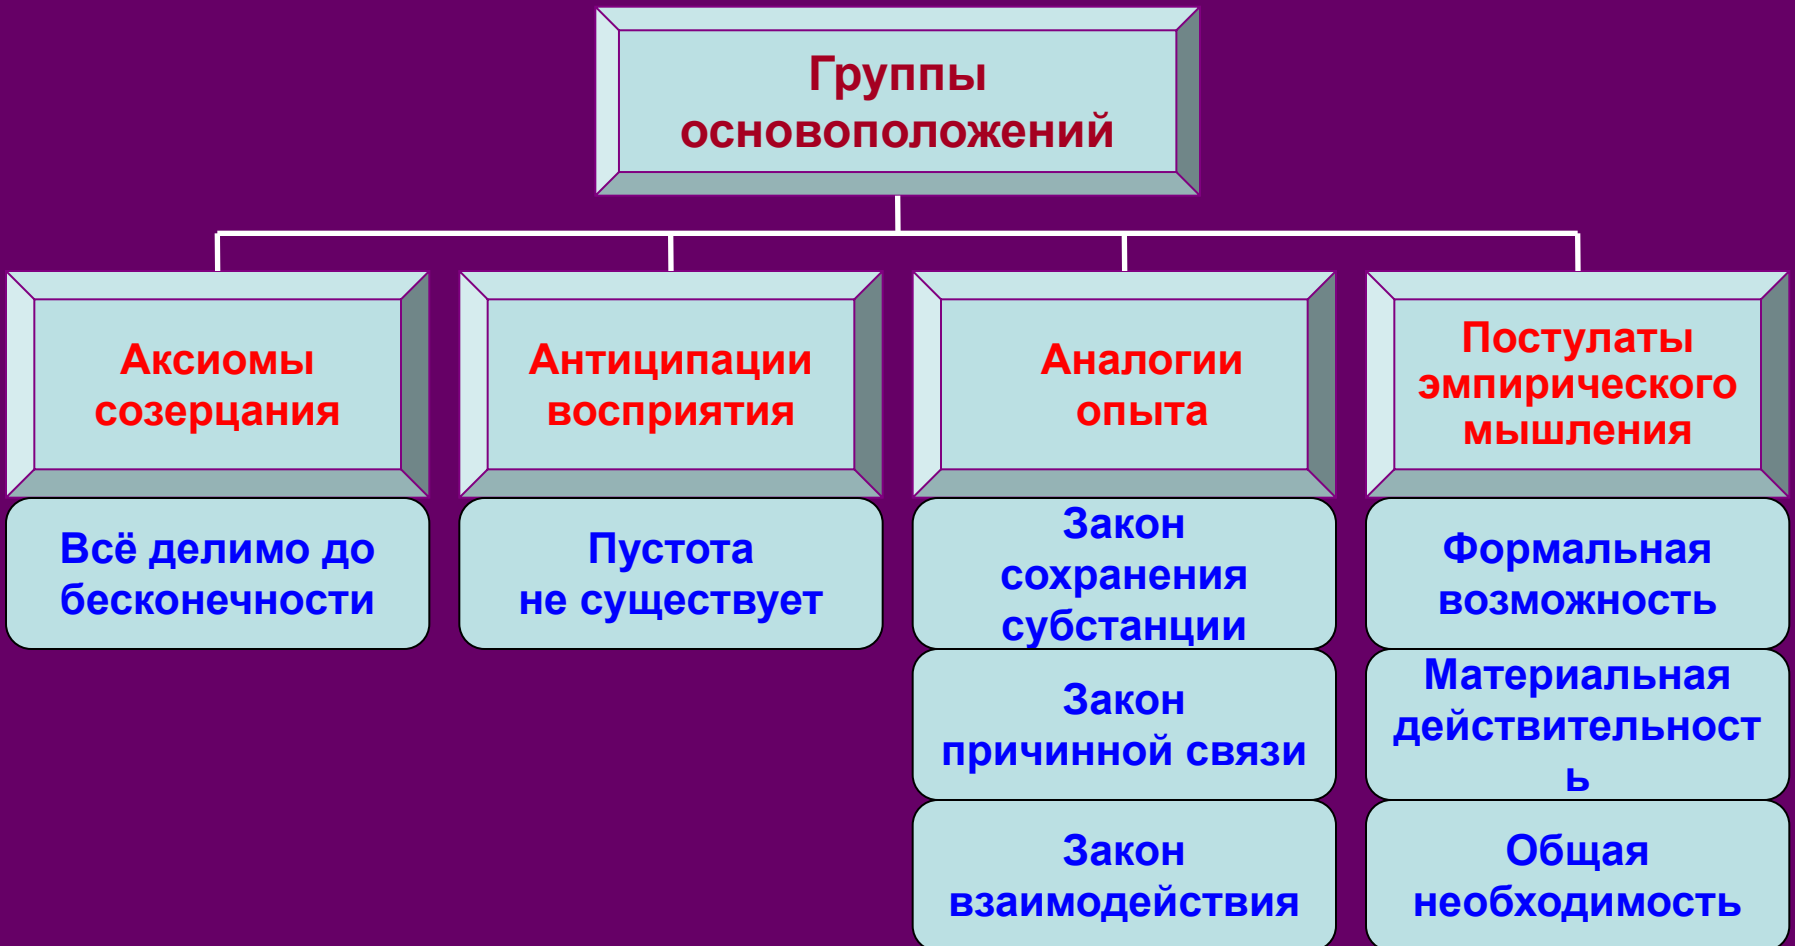 Группы
основоположений
Аксиомы
созерцания
Всё делимо до
бесконечности
Антиципации
восприятия
Пустота
не существует
Аналогии
опыта
Закон
сохранения
субстанции
Закон
причинной связи
Закон
взаимодействия
Постулаты
эмпирического
мышления
Формальная
возможность
Материальная
действительност
ь
Общая
необходимость